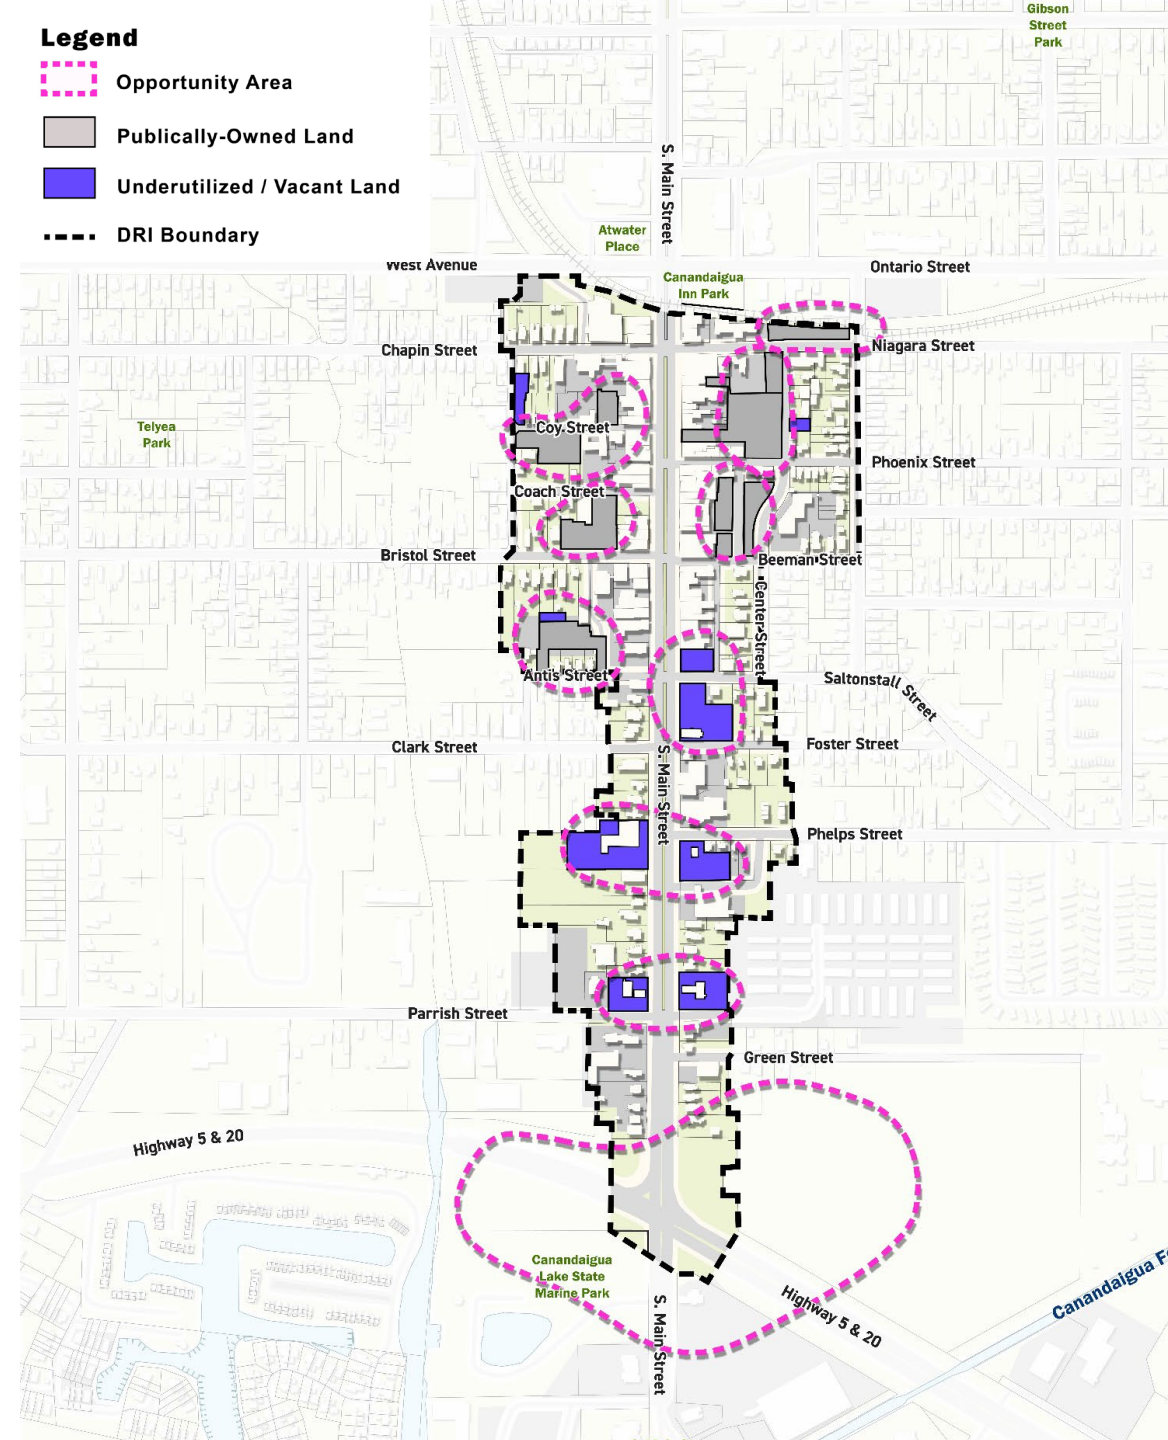 Legend
Opportunity Area
Publically-Owned Land
Underutilized / Vacant Land
DRI Boundary
Gibson
Street
Park
S. Main Street
Atwater
Place
West Avenue
Ontario Street
Canandaigua
Inn Park
Chapin Street
Niagara Street
Telyea
Park
Coy Street
Phoenix Street
Coach Street
Bristol Street
Beeman Street
Center Street
Antis Street
Saltonstall Street
Clark Street
Foster Street
S. Main Street
Phelps Street
Parrish Street
Green Street
Highway 5 & 20
Canandaigua
Lake State
Marine Park
Highway 5 & 20
Canandaigua
S. Main Street